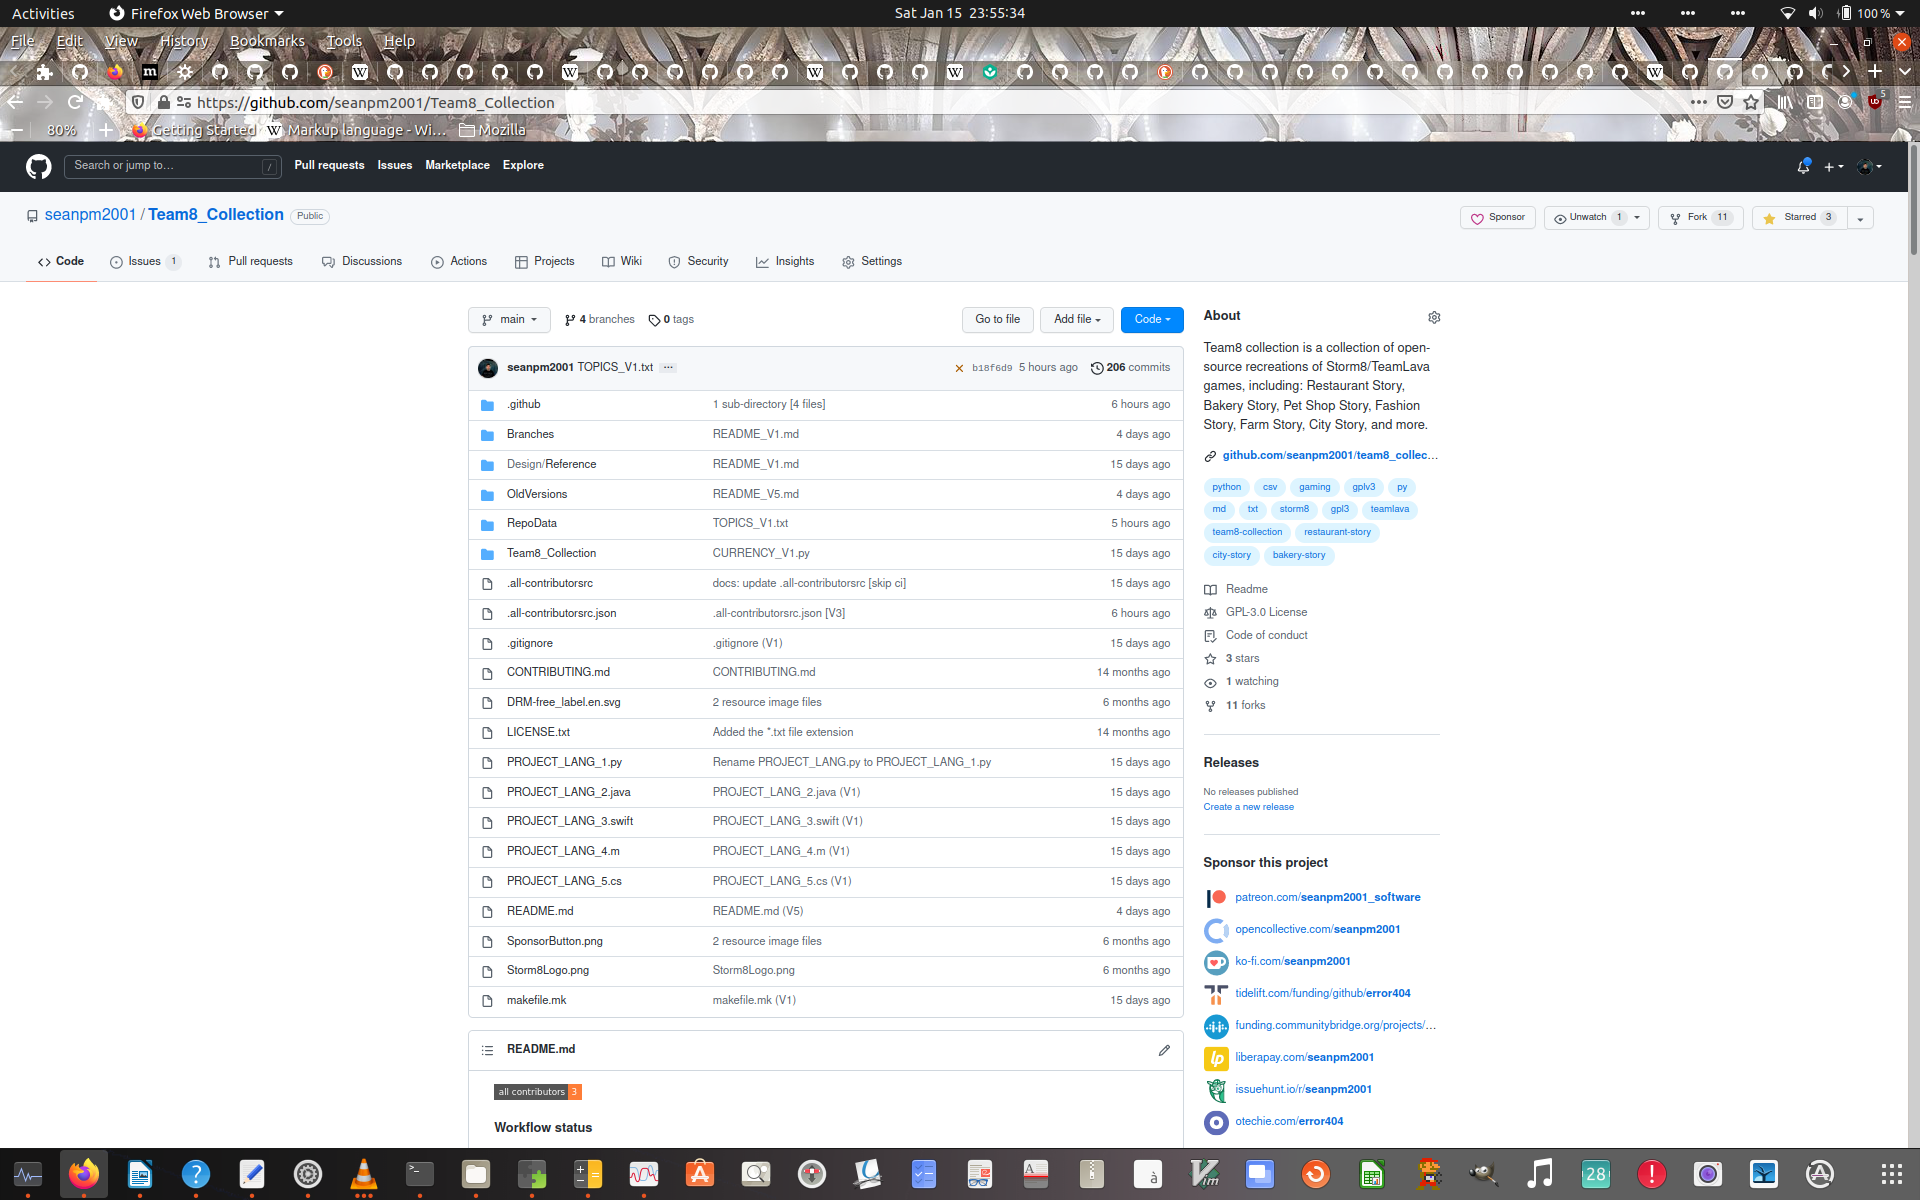 Activities
Firefox Web Browser
Sat Jan 15 23:55:34
100 %
File Edit View History Bookmarks Tools Help
https://github.com/seanpm2001/Team8_Collection
80% Getting Started Markup language - Wi... Mozilla
Search or jump to... /
Pull requests Issues Marketplace Explore
seanpm2001 / Team8_Collection Public
Sponsor Unwatch 1 Fork 11 Starred 3
Code Issues 1 Pull requests Discussions Actions Projects Wiki Security Insights Settings
main 4 branches 0 tags
Go to file Add file Code
seanpm2001 TOPICS_V1.txt ... b18f6d9 5 hours ago 206 commits
.github 1 sub-directory [4 files] 6 hours ago
Branches README_V1.md 4 days ago
Design/Reference README_V1.md 15 days ago
OldVersions README_V5.md 4 days ago
RepoData TOPICS_V1.txt 5 hours ago
Team8_Collection CURRENCY_V1.py 15 days ago
.all-contributorsrc docs: update .all-contributorsrc [skip ci] 15 days ago
.all-contributorsrc.json .all-contributorsrc.json [V3] 6 hours ago
.gitignore .gitignore (V1) 15 days ago
CONTRIBUTING.md CONTRIBUTING.md 14 months ago
DRM-free_label.en.svg 2 resource image files 6 months ago
LICENSE.txt Added the *.txt file extension 14 months ago
PROJECT_LANG_1.py Rename PROJECT_LANG.py to PROJECT_LANG_1.py 15 days ago
PROJECT_LANG_2.java PROJECT_LANG_2.java (V1) 15 days ago
PROJECT_LANG_3.swift PROJECT_LANG_3.swift (V1) 15 days ago
PROJECT_LANG_4.m PROJECT_LANG_4.m (V1) 15 days ago
PROJECT_LANG_5.cs PROJECT_LANG_5.cs (V1) 15 days ago
README.md README.md (V5) 4 days ago
SponsorButton.png 2 resource image files 6 months ago
Storm8Logo.png Storm8Logo.png 6 months ago
makefile.mk makefile.mk (V1) 15 days ago
README.md
all contributors 3
Workflow status
About
Team8 collection is a collection of open-
source recreations of Storm8/TeamLava
games, including: Restaurant Story,
Bakery Story, Pet Shop Story, Fashion
Story, Farm Story, City Story, and more.
github.com/seanpm2001/team8_collec...
python csv gaming gplv3 py
md txt storm8 gpl3 teamlava
team8-collection restaurant-story
city-story bakery-story
Readme
GPL-3.0 License
Code of conduct
3 stars
1 watching
11 forks
Releases
No releases published
Create a new release
Sponsor this project
patreon.com/seanpm2001_software
opencollective.com/seanpm2001
ko-fi.com/seanpm2001
tidelift.com/funding/github/error404
funding.communitybridge.org/projects/...
liberapay.com/seanpm2001
issuehunt.io/r/seanpm2001
otechie.com/error404
28